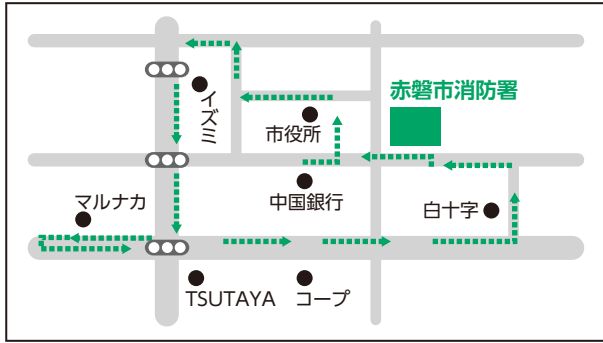 赤磐市消防署
イズミ
市役所
マルナカ
中国銀行
白十字
TSUTAYA
コープ